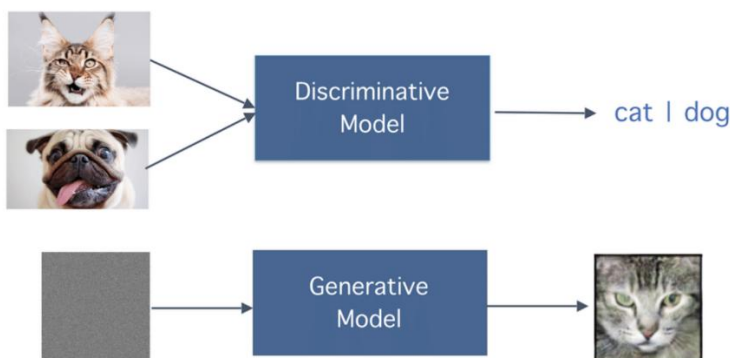 Discriminative
Model
cat | dog
Generative
Model